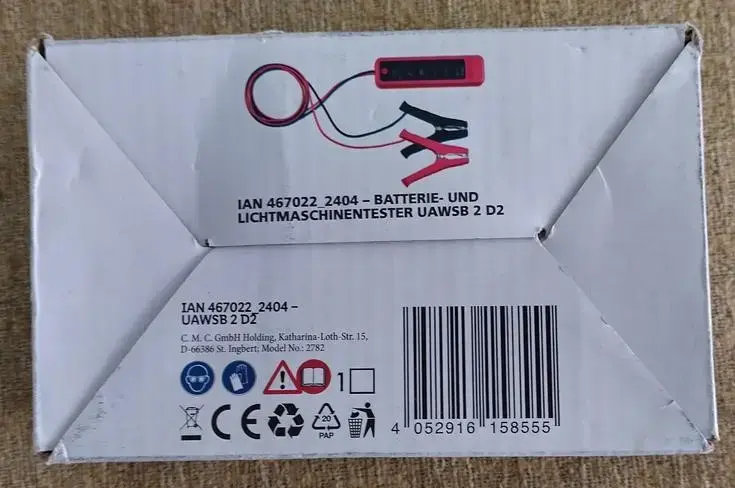 IAN 467022_2404 – BATTERIE- UND
LICHTMASCHINENTESTER UAWSB 2 D2
IAN 467022_2404 –
UAWSB 2 D2
C. M. C. GmbH Holding, Katharina-Loth-Str. 15,
D-66386 St. Ingbert; Model No.: 2782
1
CE
20
PAP
4 052916 158555